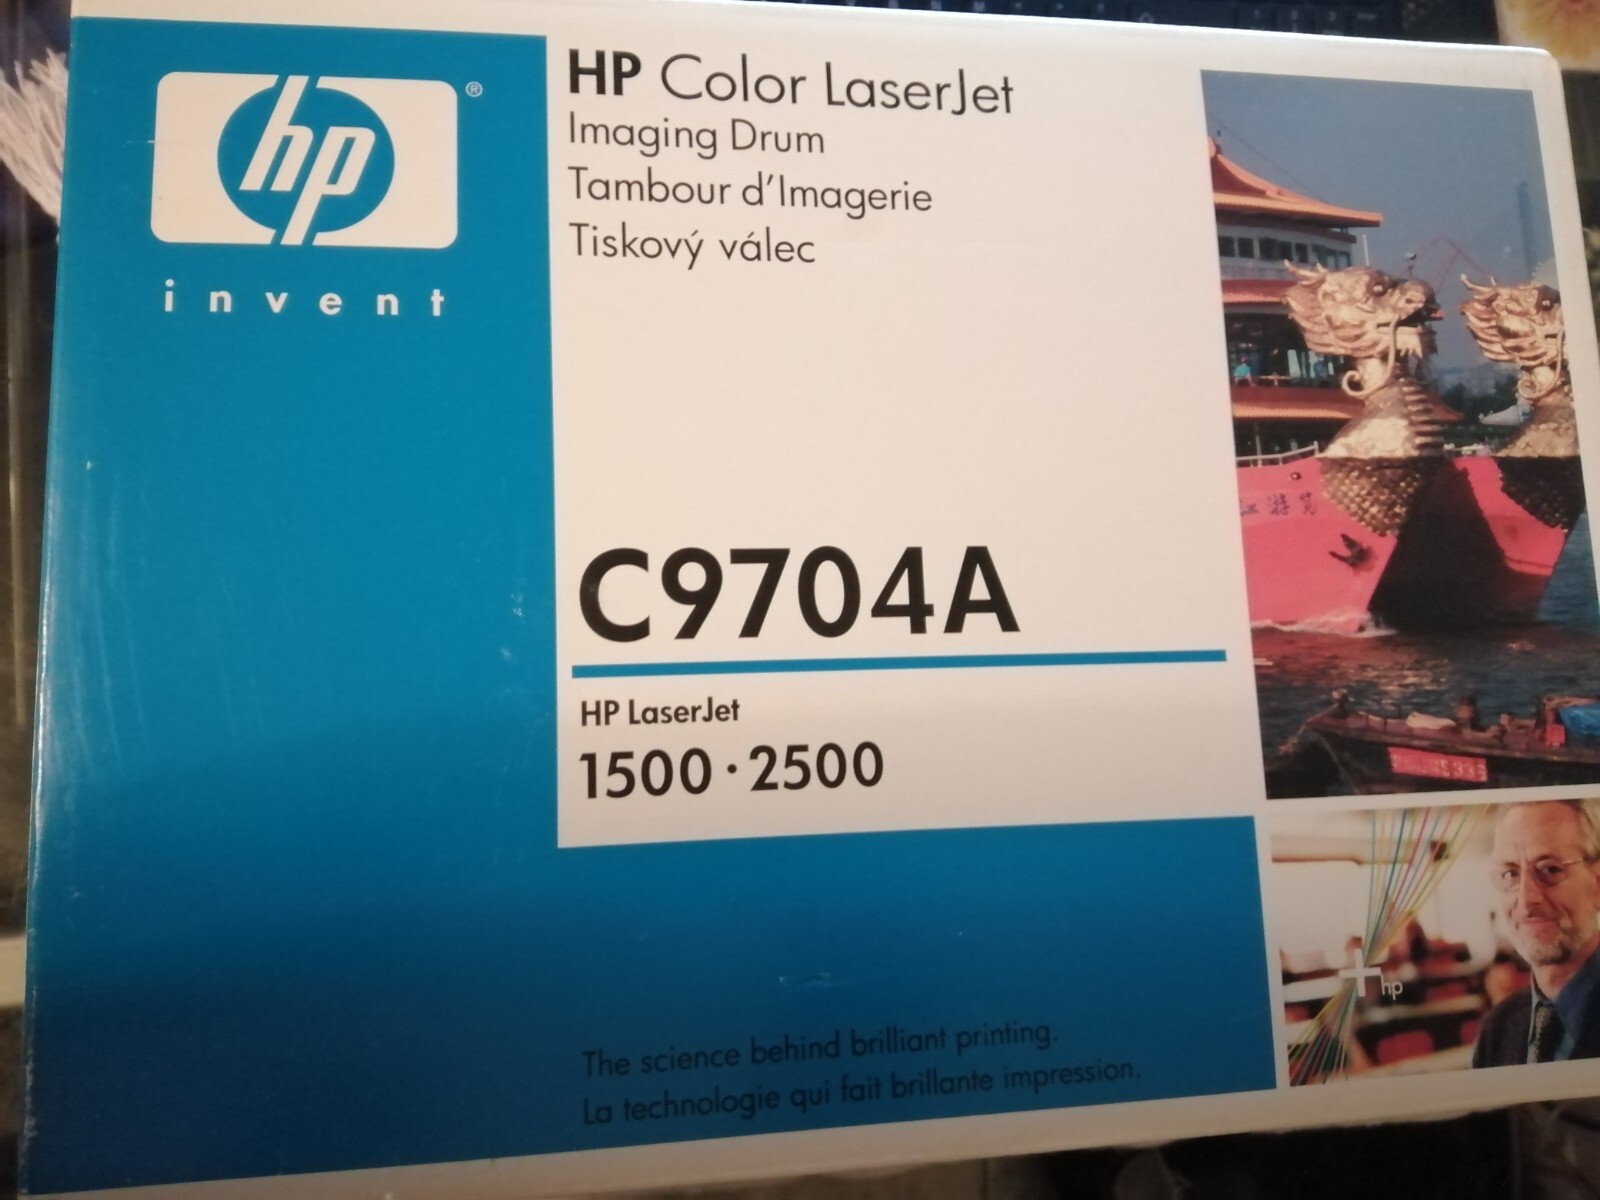 hp
®
invent
HP Color LaserJet
Imaging Drum
Tambour d'Imagerie
Tiskový válec
C9704A
HP LaserJet
1500 · 2500
The science behind brilliant printing.
La technologie qui fait brillante impression.
+hp